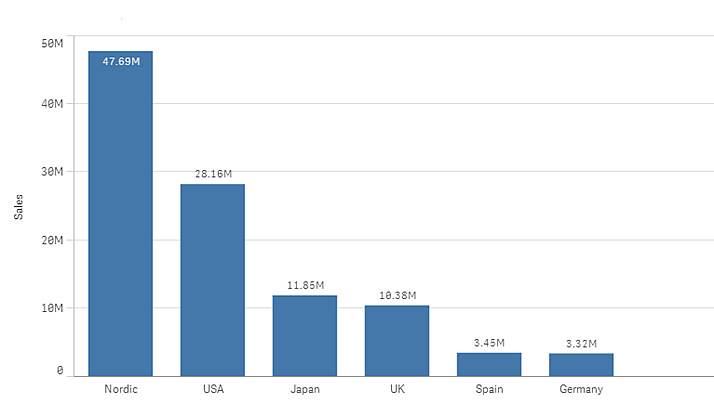 50M
47.69M
40M
30M
28.16M
Sales
20M
11.85M
10M
10.38M
3.45M
3.32M
0
Nordic
USA
Japan
UK
Spain
Germany